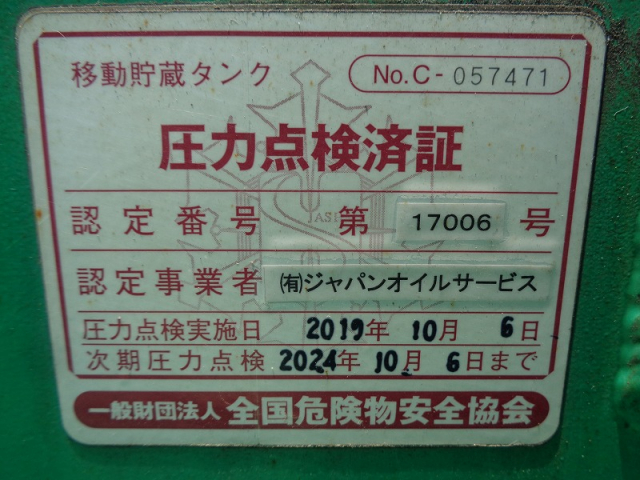 移動貯蔵タンク No.C-057471
圧力点検済証
認定番号 第 17006 号
認定事業者 ㈲ジャパンオイルサービス
圧力点検実施日 2019年 10月 6日
次期圧力点検 2024年 10月 6日まで
一般財団法人 全国危険物安全協会